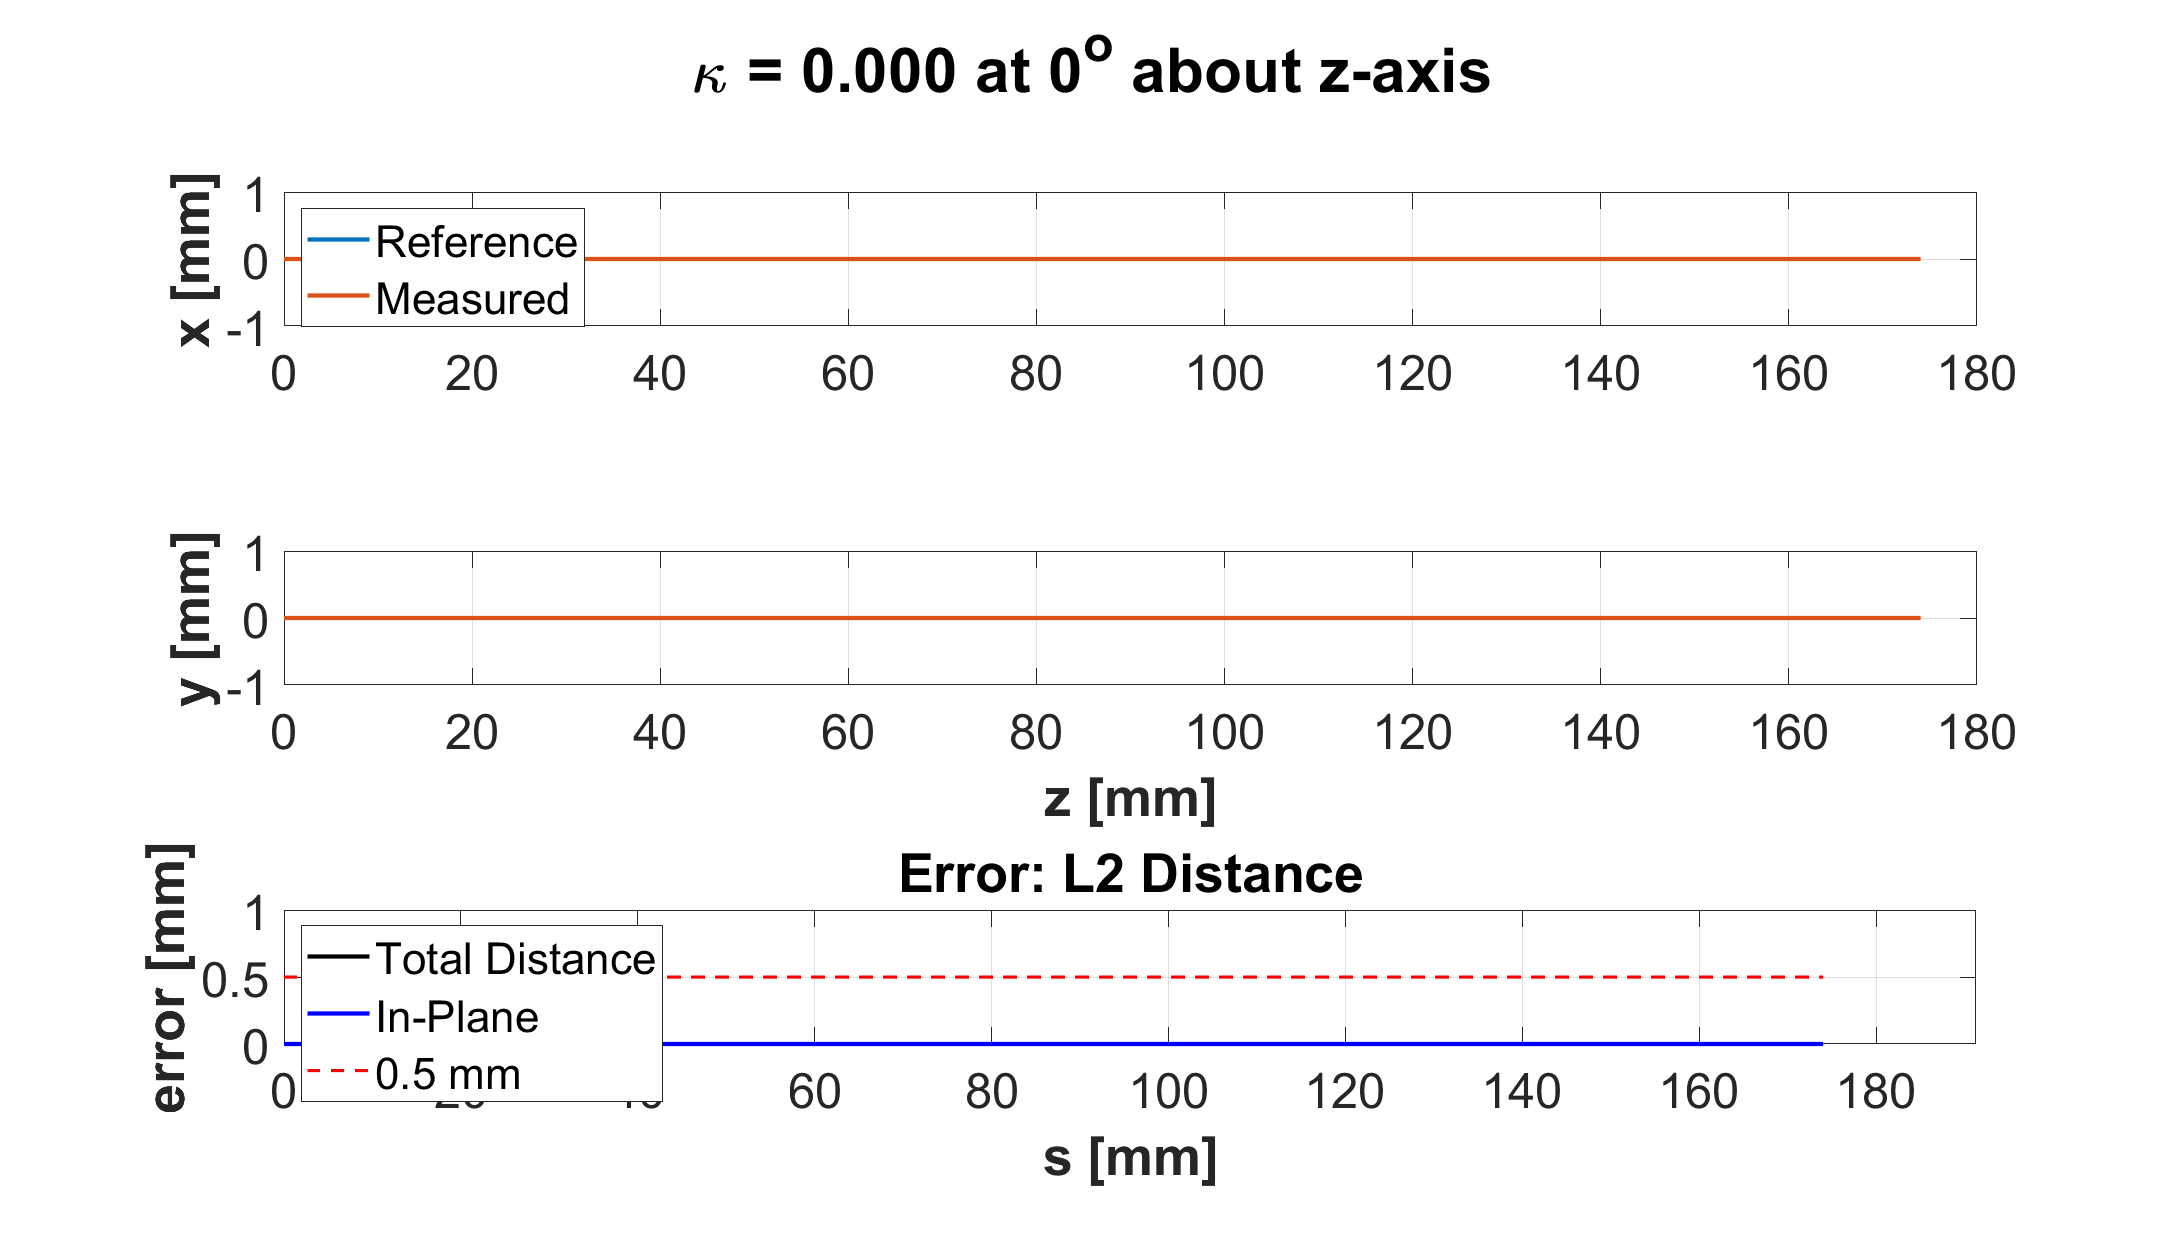 κ = 0.000 at 0° about z-axis
x [mm]
1
0
-1
Reference
Measured
0 20 40 60 80 100 120 140 160 180
y [mm]
1
0
-1
0 20 40 60 80 100 120 140 160 180
z [mm]
Error: L2 Distance
error [mm]
1
0.5
0
Total Distance
In-Plane
0.5 mm
0 60 80 100 120 140 160 180
s [mm]